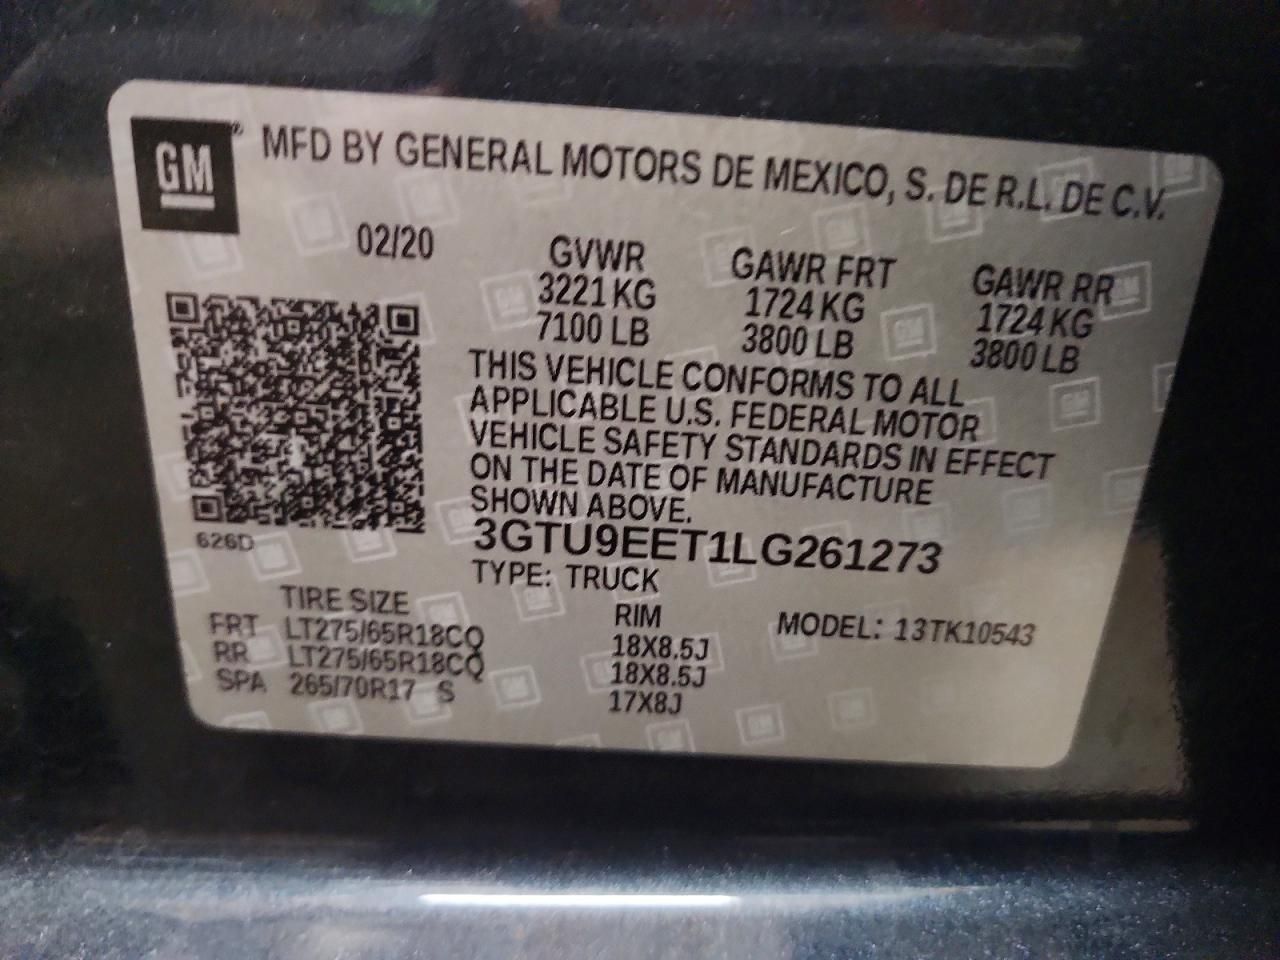 GM
MFD BY GENERAL MOTORS DE MEXICO, S. DE R.L. DE C.V.
02/20
GVWR GAWR FRT GAWR RR
3221 KG 1724 KG 1724 KG
7100 LB 3800 LB 3800 LB
THIS VEHICLE CONFORMS TO ALL
APPLICABLE U.S. FEDERAL MOTOR
VEHICLE SAFETY STANDARDS IN EFFECT
ON THE DATE OF MANUFACTURE
SHOWN ABOVE.
3GTU9EET1LG261273
626D
TYPE: TRUCK
TIRE SIZE RIM MODEL: 13TK10543
FRT LT275/65R18CQ 18X8.5J
RR LT275/65R18CQ 18X8.5J
SPA 265/70R17 S 17X8J